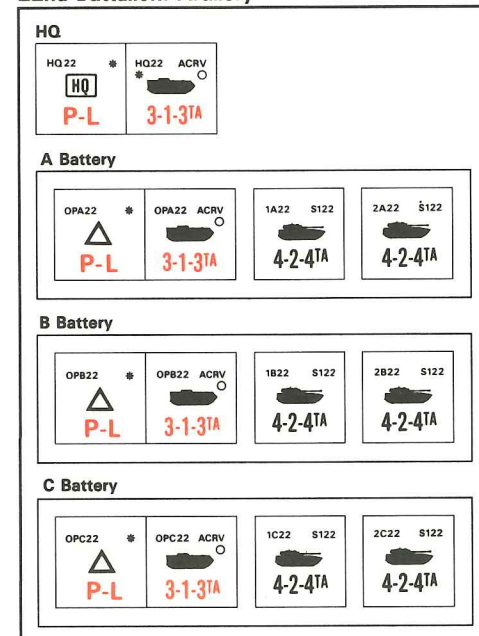 HQ
HQ22 * HQ22 ACRV
*
HQ
P-L 3-1-3TA
A Battery
OPA22 * OPA22 ACRV 1A22 S122 2A22 S122
P-L 3-1-3TA 4-2-4TA 4-2-4TA
B Battery
OPB22 * OPB22 ACRV 1B22 S122 2B22 S122
P-L 3-1-3TA 4-2-4TA 4-2-4TA
C Battery
OPC22 * OPC22 ACRV 1C22 S122 2C22 S122
P-L 3-1-3TA 4-2-4TA 4-2-4TA